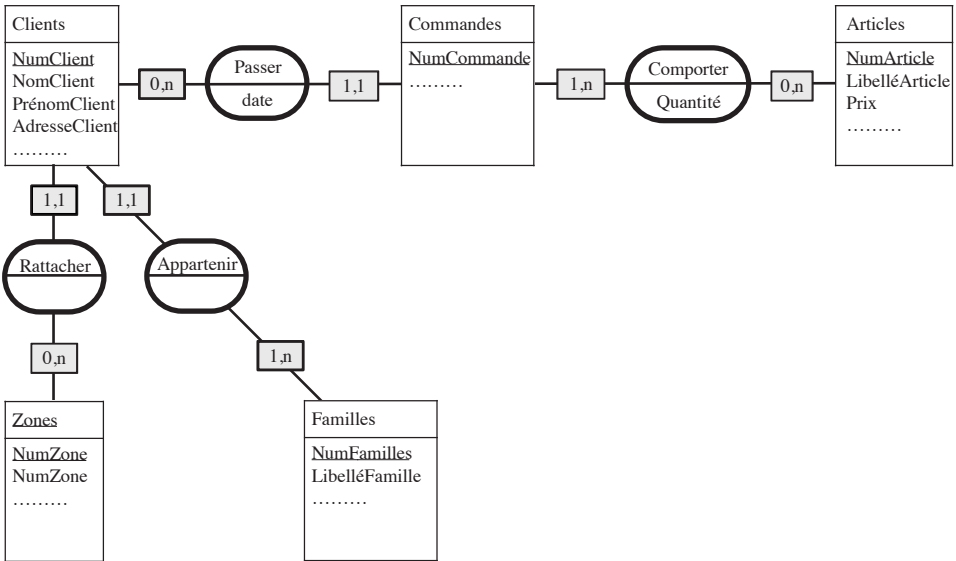 Clients
NumClient
NomClient
PrénomClient
AdresseClient
………
0,n
Passer
date
1,1
Commandes
NumCommande
………
1,n
Comporter
Quantité
0,n
Articles
NumArticle
LibelléArticle
Prix
………
1,1
1,1
Rattacher
Appartenir
0,n
1,n
Zones
NumZone
NumZone
………
Familles
NumFamilles
LibelléFamille
………